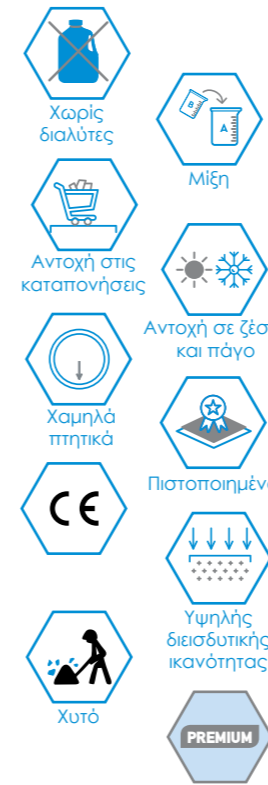 Χωρίς
διαλύτες
B
A
Μίξη
Αντοχή στις
καταπονήσεις
Αντοχή σε ζέσ
και πάγο
Χαμηλά
πτητικά
Πιστοποιημένο
CE
Υψηλής
διεισδυτικής
ικανότητας
Χυτό
PREMIUM